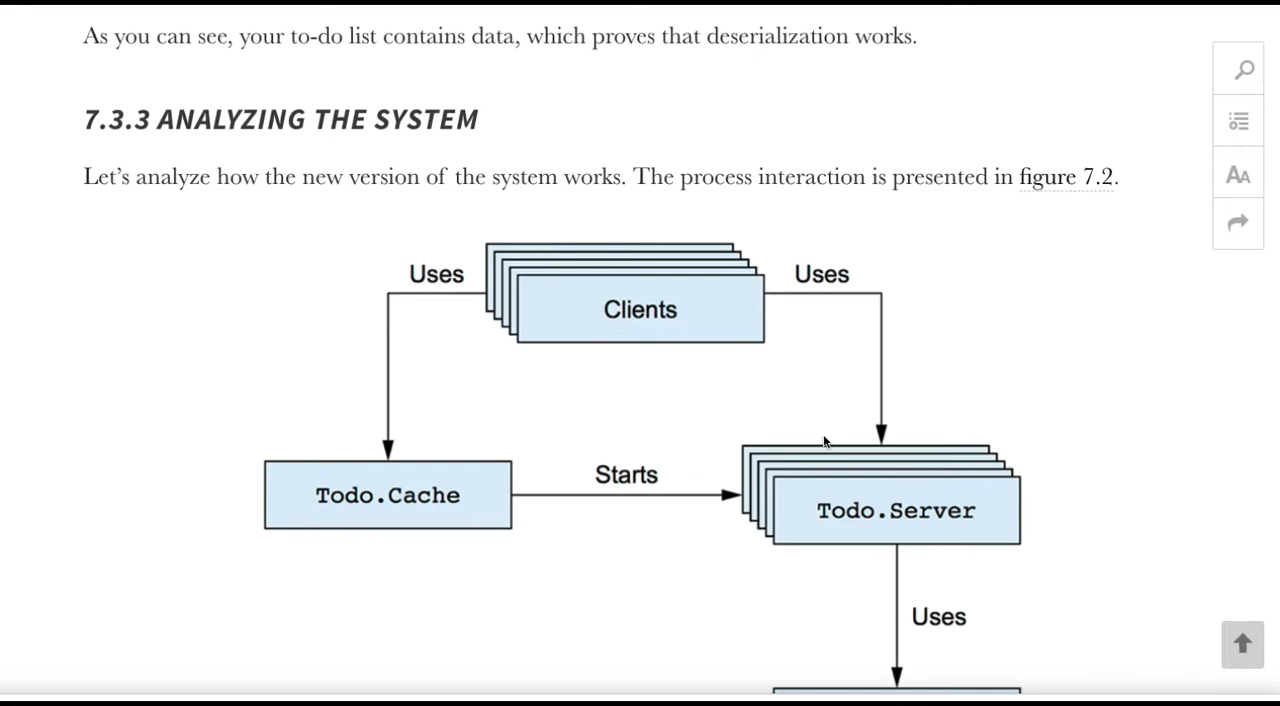 As you can see, your to-do list contains data, which proves that deserialization works.
7.3.3 ANALYZING THE SYSTEM
Let’s analyze how the new version of the system works. The process interaction is presented in figure 7.2.
Uses
Uses
Clients
Todo.Cache
Starts
Todo.Server
Uses
AA